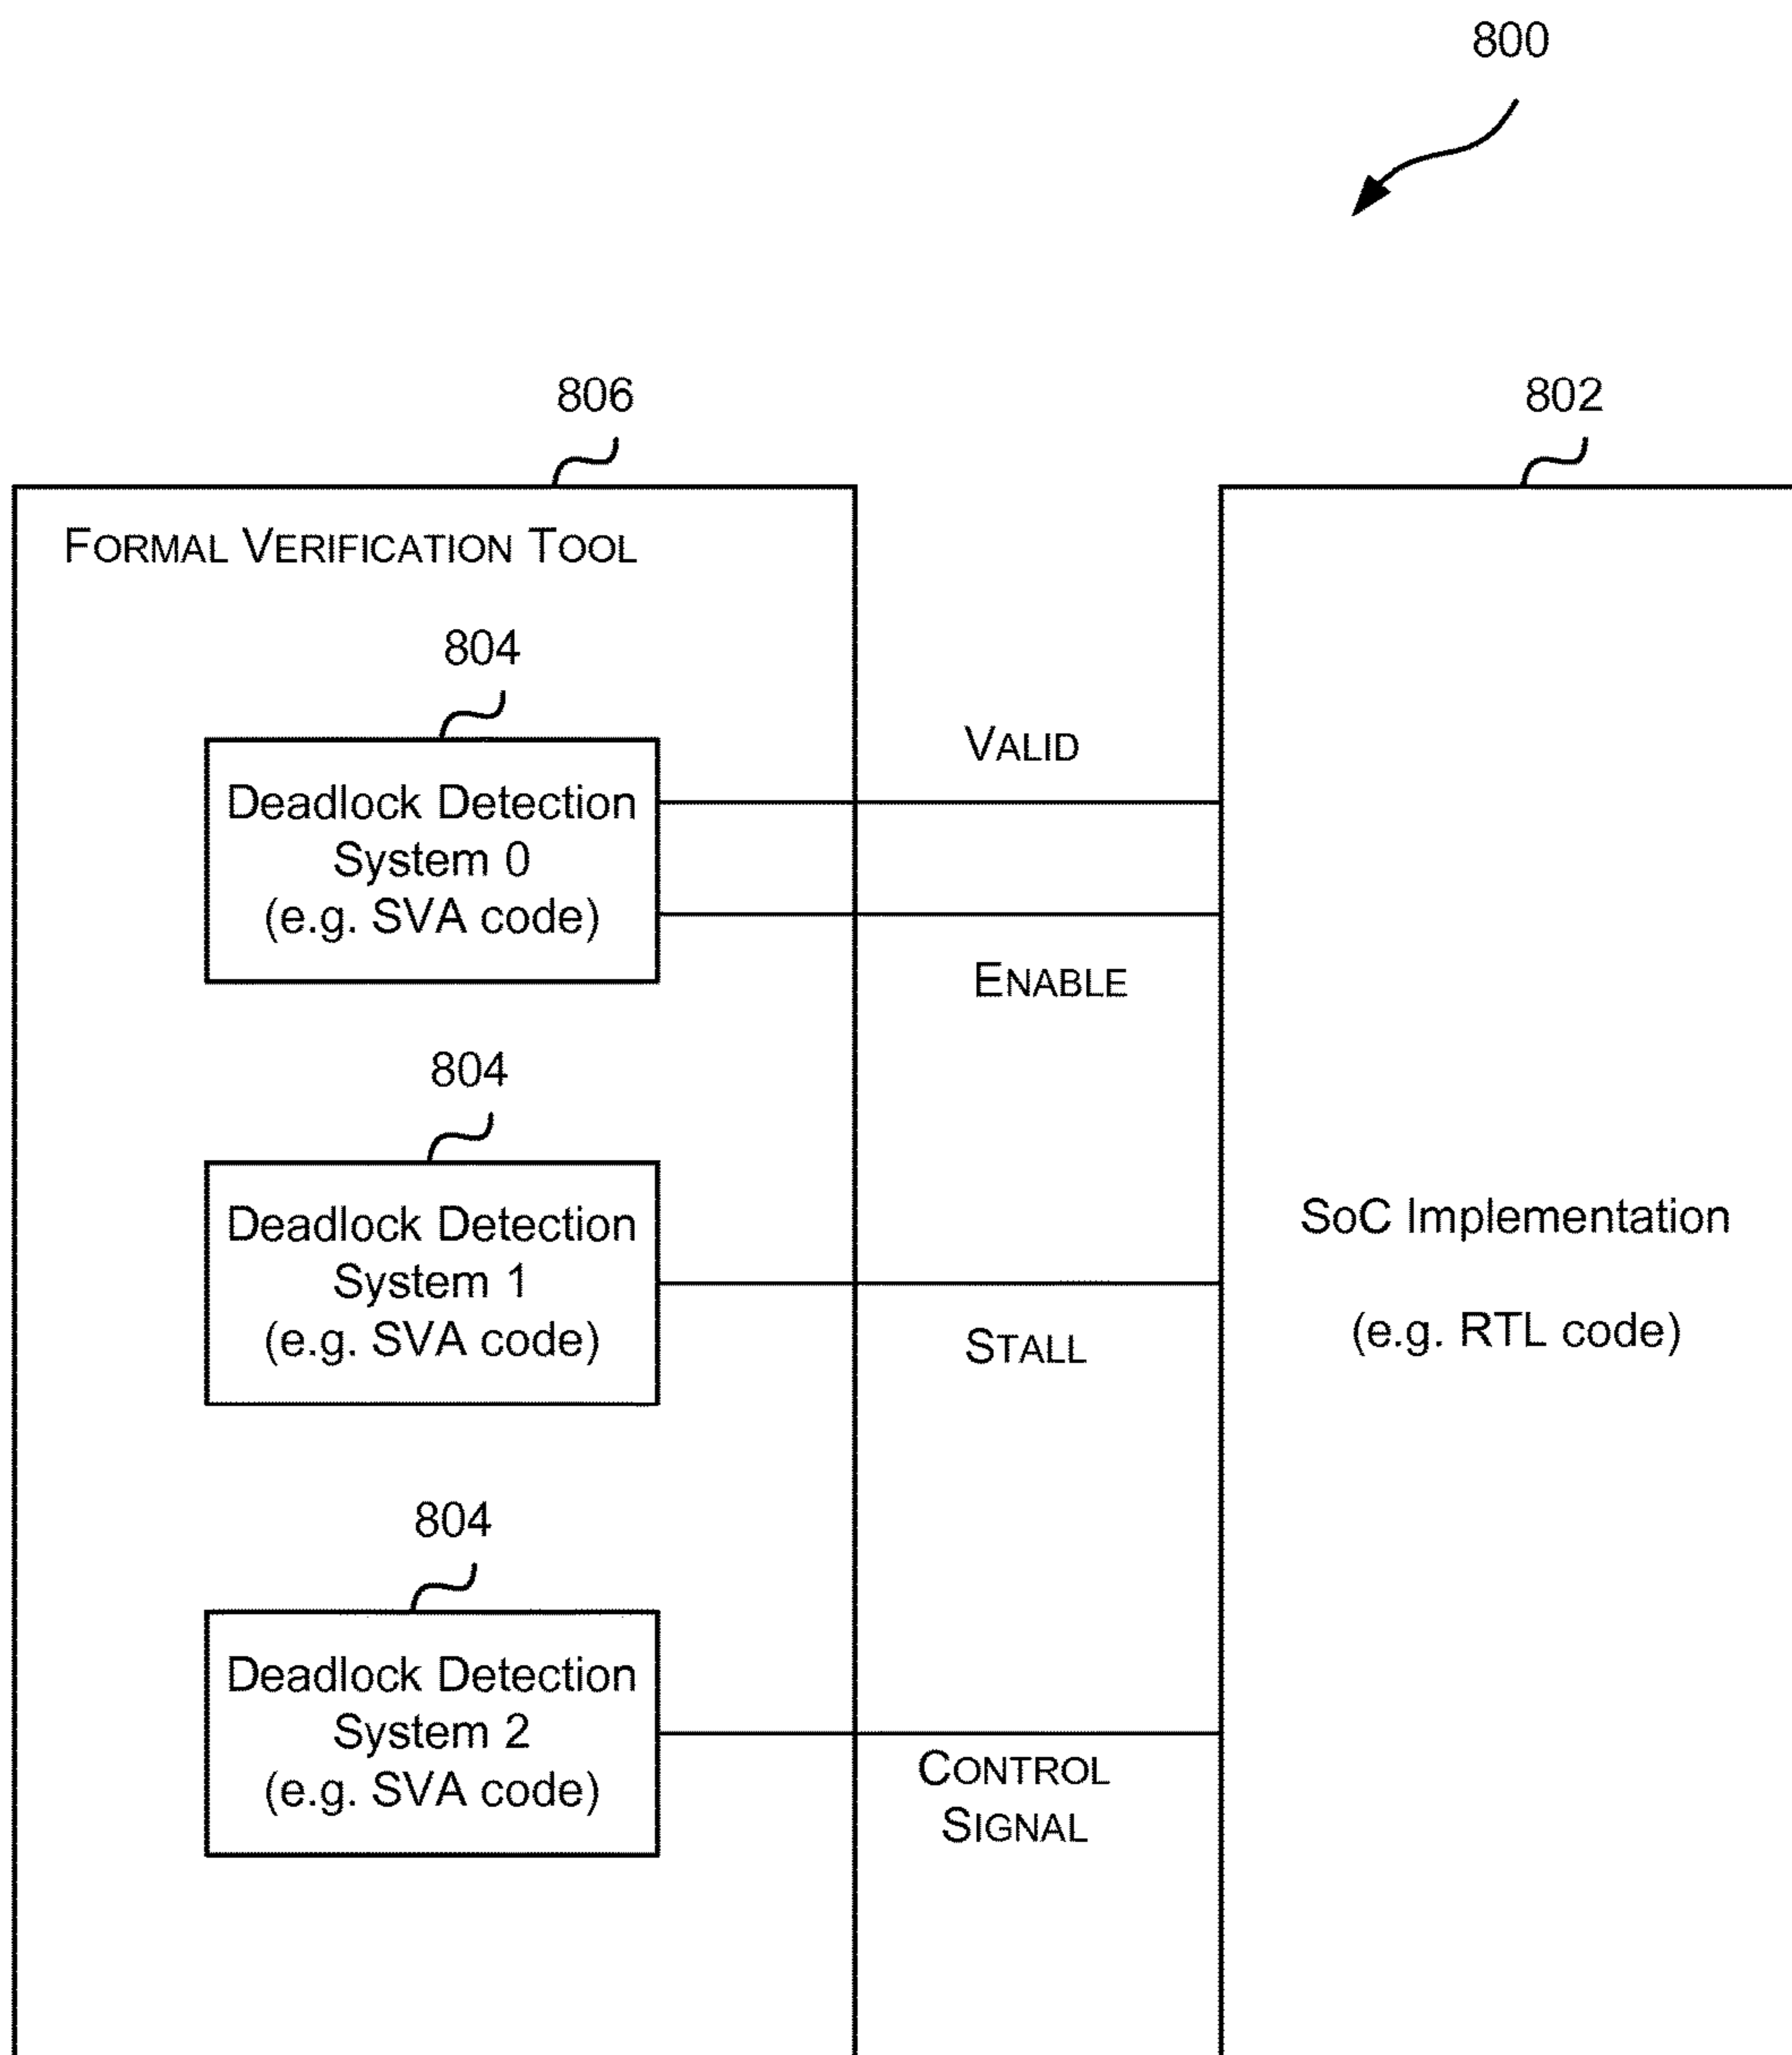 800
806
802
FORMAL VERIFICATION TOOL
804
Deadlock Detection
System 0
(e.g. SVA code)
VALID
ENABLE
804
Deadlock Detection
System 1
(e.g. SVA code)
STALL
SoC Implementation
(e.g. RTL code)
804
Deadlock Detection
System 2
(e.g. SVA code)
CONTROL
SIGNAL